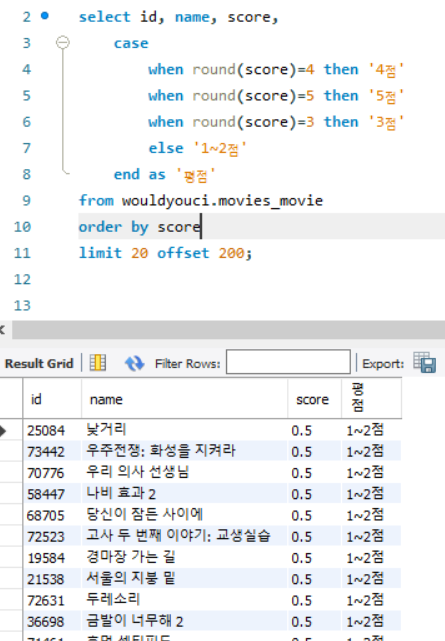 2 select id, name, score,
3 case
4 when round(score)=4 then '4점'
5 when round(score)=5 then '5점'
6 when round(score)=3 then '3점'
7 else '1~2점'
8 end as '평점'
9 from wouldyouci.movies_movie
10 order by score
11 limit 20 offset 200;
12
13
Result Grid Filter Rows: Export:
id name score 평점
25084 낮거리 0.5 1~2점
73442 우주전쟁: 화성을 지켜라 0.5 1~2점
70776 우리 의사 선생님 0.5 1~2점
58447 나비 효과 2 0.5 1~2점
68705 당신이 잠든 사이에 0.5 1~2점
72523 고사 두 번째 이야기: 교생실습 0.5 1~2점
19584 경마장 가는 길 0.5 1~2점
21538 서울의 지붕 밑 0.5 1~2점
72631 두레소리 0.5 1~2점
36698 금발이 너무해 2 0.5 1~2점